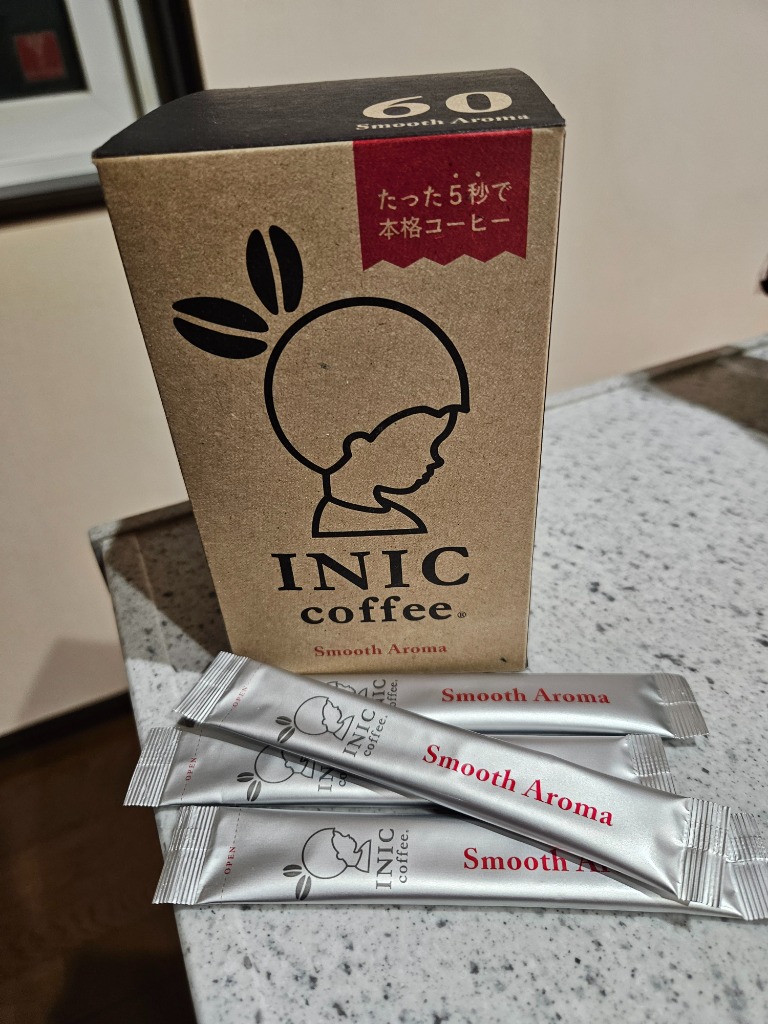 60
Smooth Aroma
たった5秒で
本格コーヒー
INIC
coffee®
Smooth Aroma
INIC
coffee.
Smooth Aroma
OPEN
INIC
coffee.
Smooth Aroma
OPEN
OPEN
INIC
coffee.
Smooth